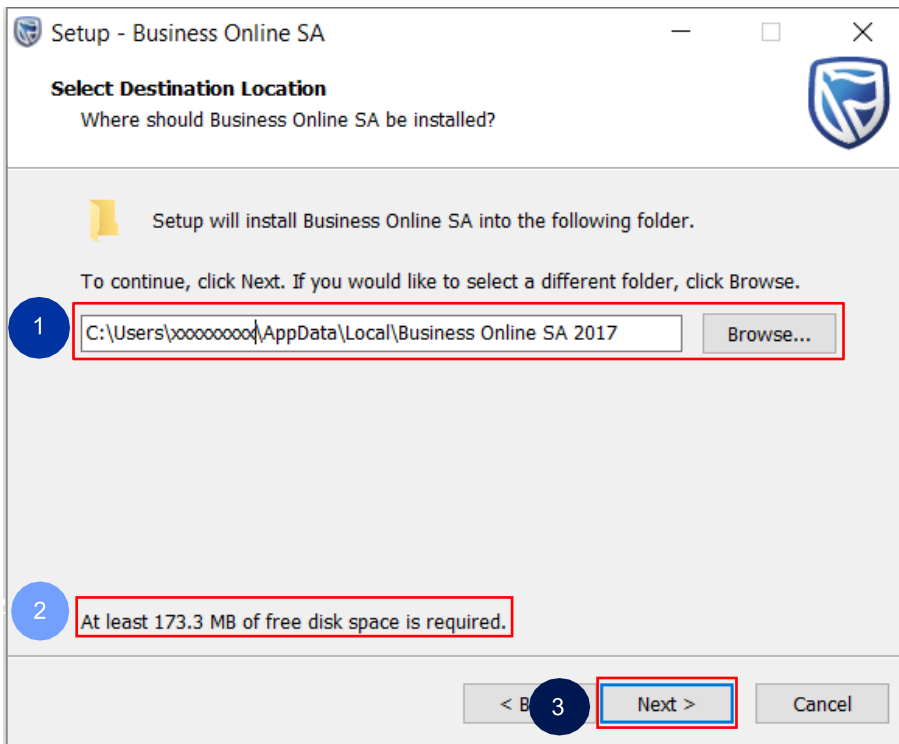 Setup - Business Online SA
Select Destination Location
Where should Business Online SA be installed?
Setup will install Business Online SA into the following folder.
To continue, click Next. If you would like to select a different folder, click Browse.
1
C:\Users\xxxxxxxxx\AppData\Local\Business Online SA 2017
Browse...
2
At least 173.3 MB of free disk space is required.
< B
3
Next >
Cancel